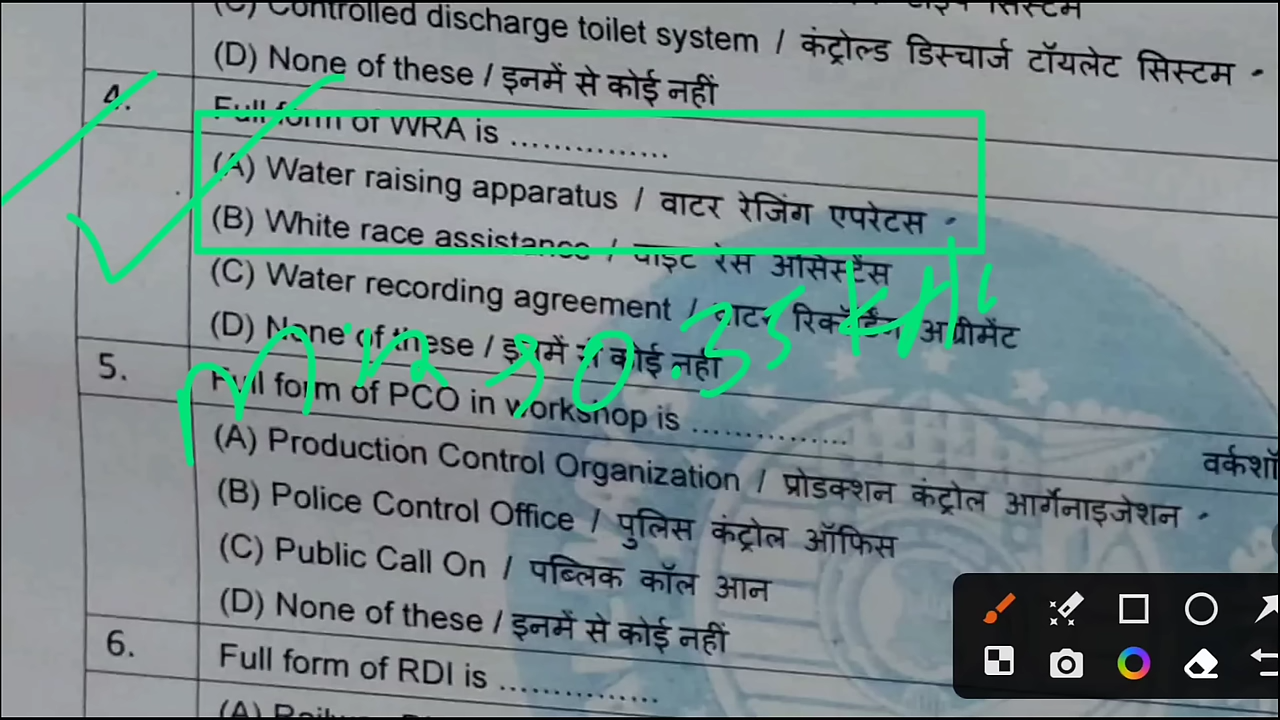 (C) Controlled discharge toilet system / कंट्रोल्ड डिस्चार्ज टॉयलेट सिस्टम
(D) None of these / इनमें से कोई नहीं
4. Full form of WRA is ...............
(A) Water raising apparatus / वाटर रेजिंग एपरेटस
(B) White race assistance / वाइट रेस असिस्टेंस
(C) Water recording agreement / वाटर रिकॉर्डिंग अग्रीमेंट
(D) None of these / इनमें से कोई नहीं
5. Full form of PCO in workshop is ...............
वर्कशॉ
(A) Production Control Organization / प्रोडक्शन कंट्रोल आर्गेनाइजेशन
(B) Police Control Office / पुलिस कंट्रोल ऑफिस
(C) Public Call On / पब्लिक कॉल आन
(D) None of these / इनमें से कोई नहीं
6. Full form of RDI is ...............